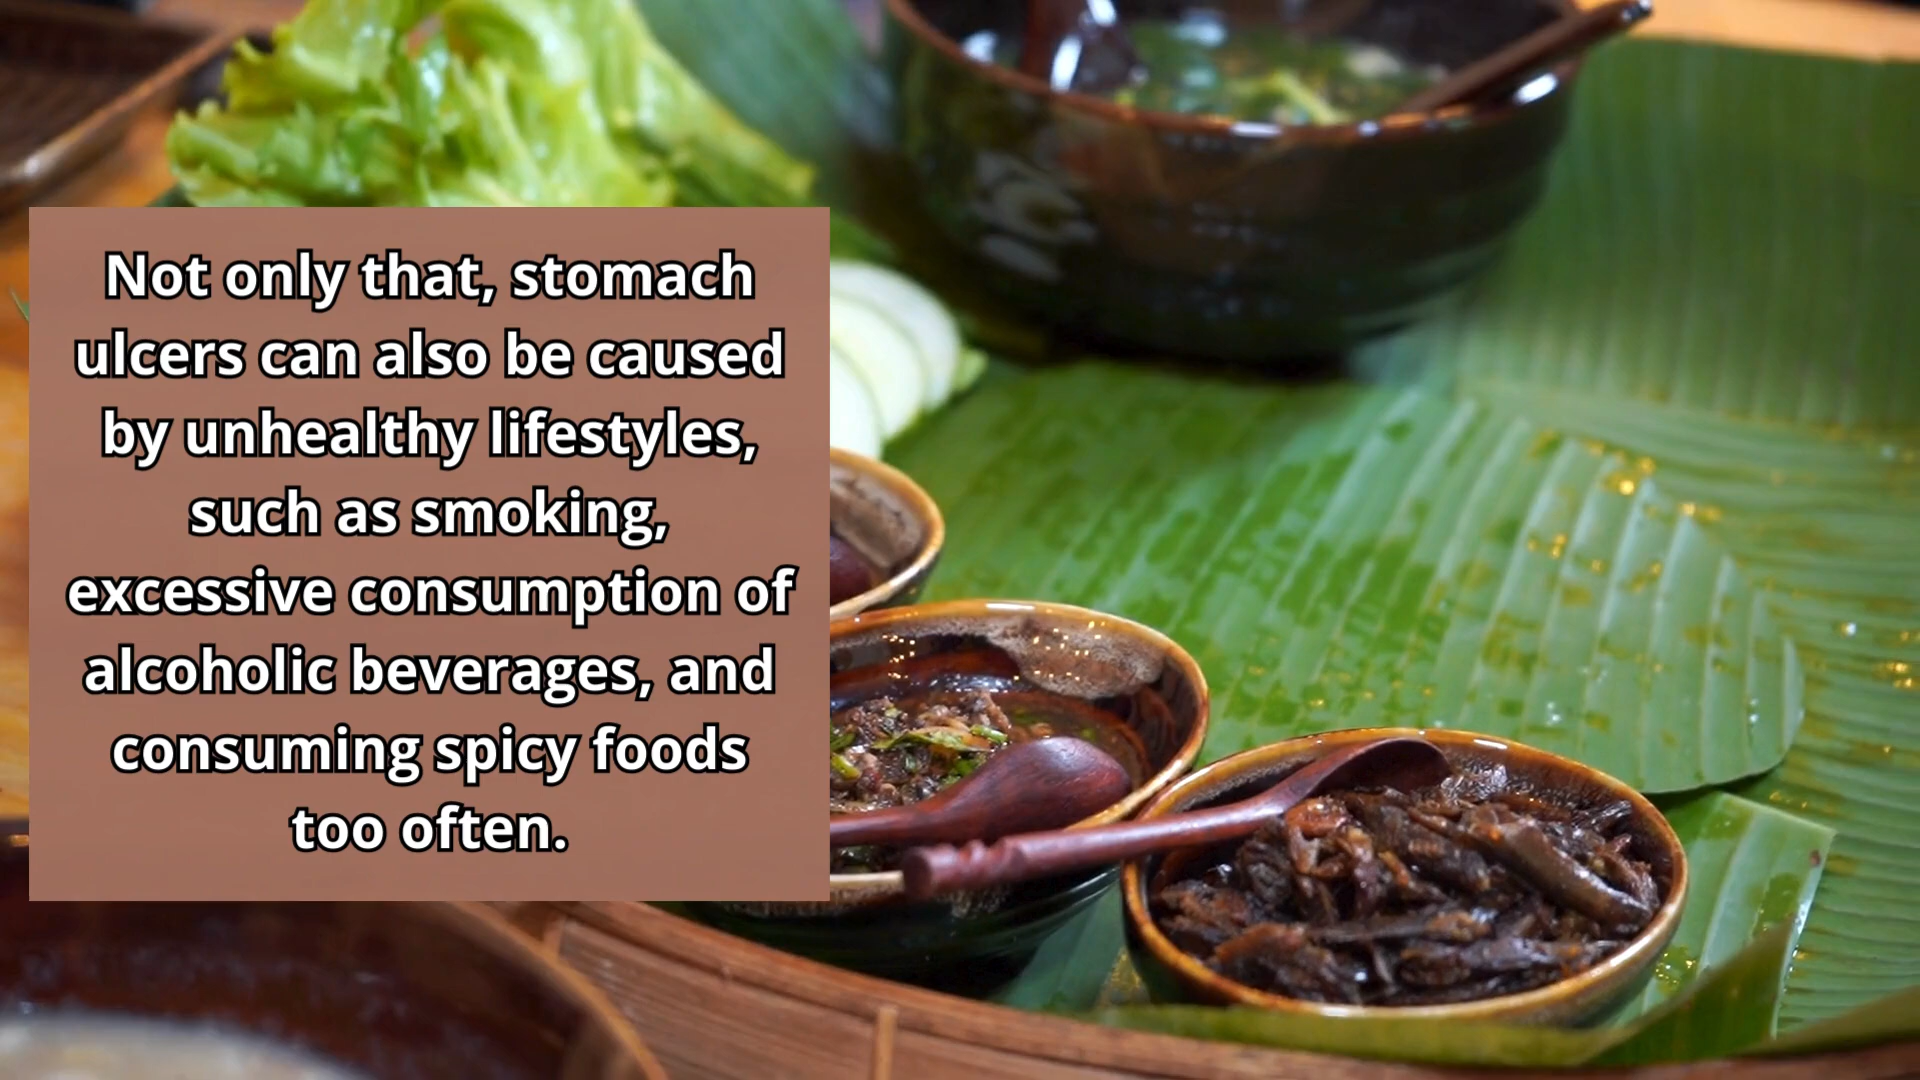 Not only that, stomach
ulcers can also be caused
by unhealthy lifestyles,
such as smoking,
excessive consumption of
alcoholic beverages, and
consuming spicy foods
too often.